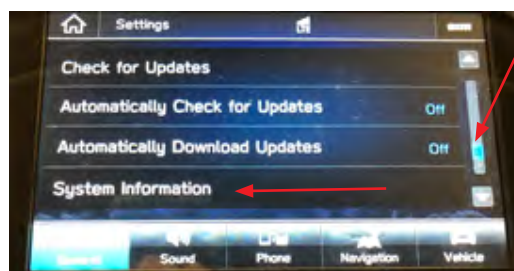 Settings
Check for Updates
Automatically Check for Updates Off
Automatically Download Updates Off
System Information
Sound Phone Navigation Vehicle